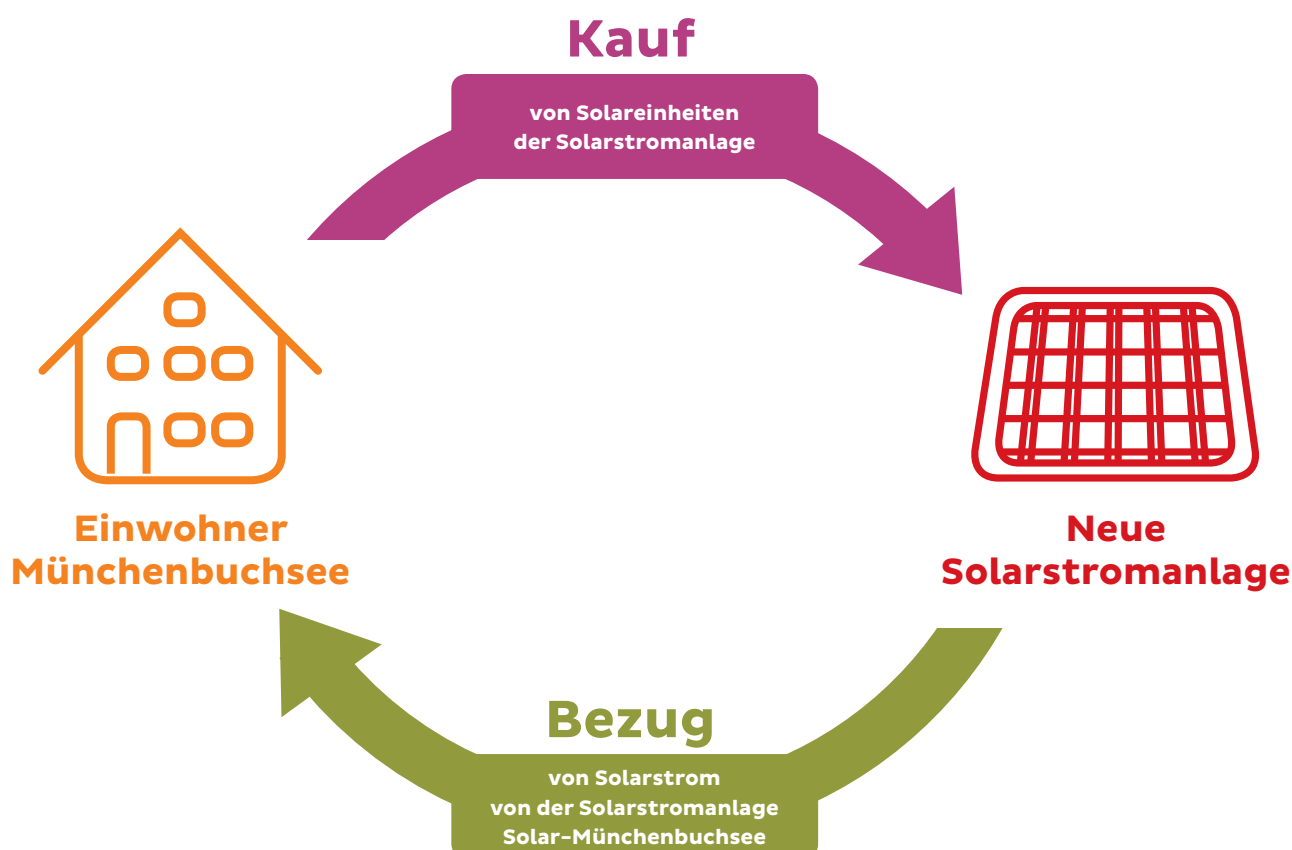 Kauf
von Solareinheiten
der Solarstromanlage
Einwohner
Münchenbuchsee
Neue
Solarstromanlage
Bezug
von Solarstrom
von der Solarstromanlage
Solar-Münchenbuchsee